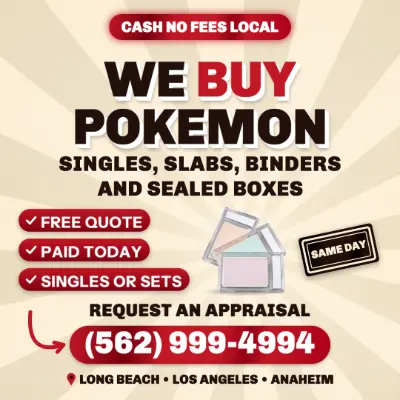 CASH NO FEES LOCAL
WE BUY
POKEMON
SINGLES, SLABS, BINDERS
AND SEALED BOXES
FREE QUOTE
PAID TODAY
SINGLES OR SETS
SAME DAY
REQUEST AN APPRAISAL
(562) 999-4994
LONG BEACH • LOS ANGELES • ANAHEIM